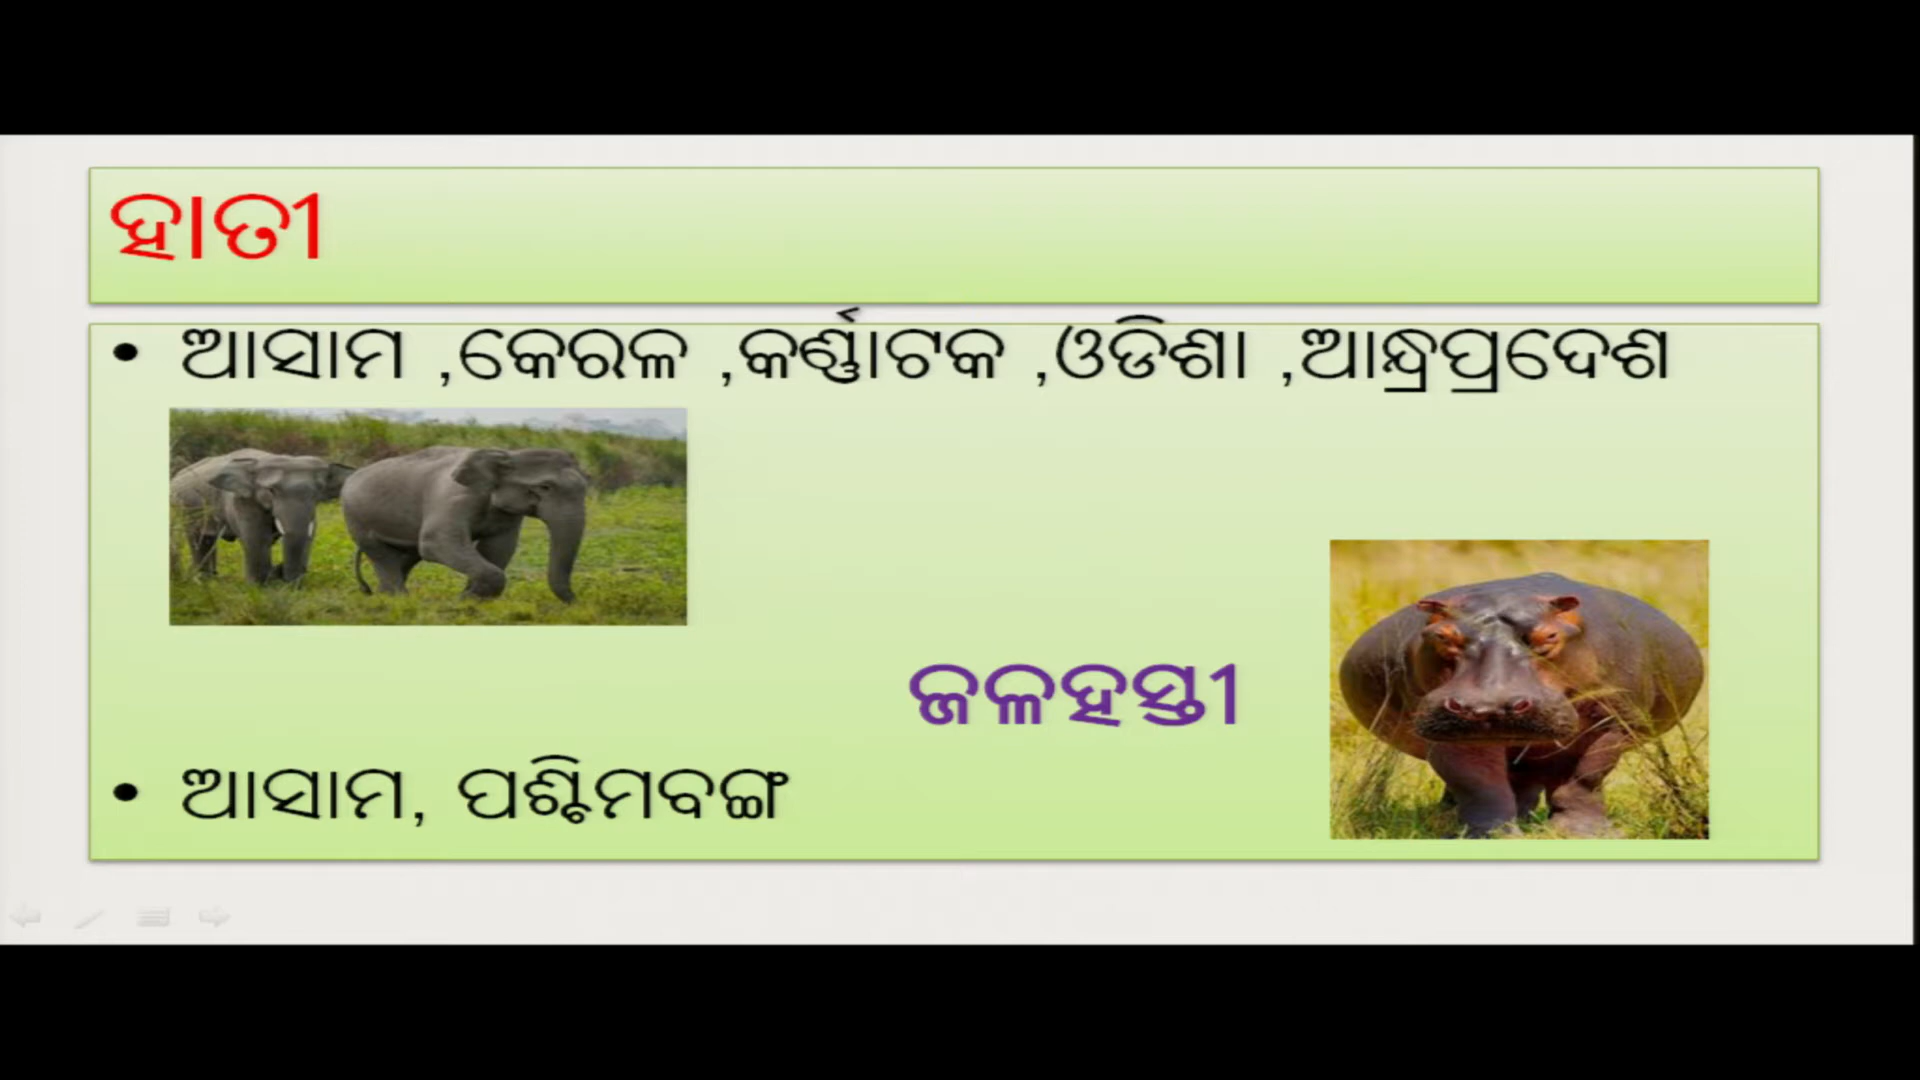 ହାତୀ
• ଆସାମ ,କେରଳ ,କର୍ଣ୍ଣାଟକ ,ଓଡିଶା ,ଆନ୍ଧ୍ରପ୍ରଦେଶ
ଜଳହସ୍ତୀ
• ଆସାମ, ପଶ୍ଚିମବଙ୍ଗ